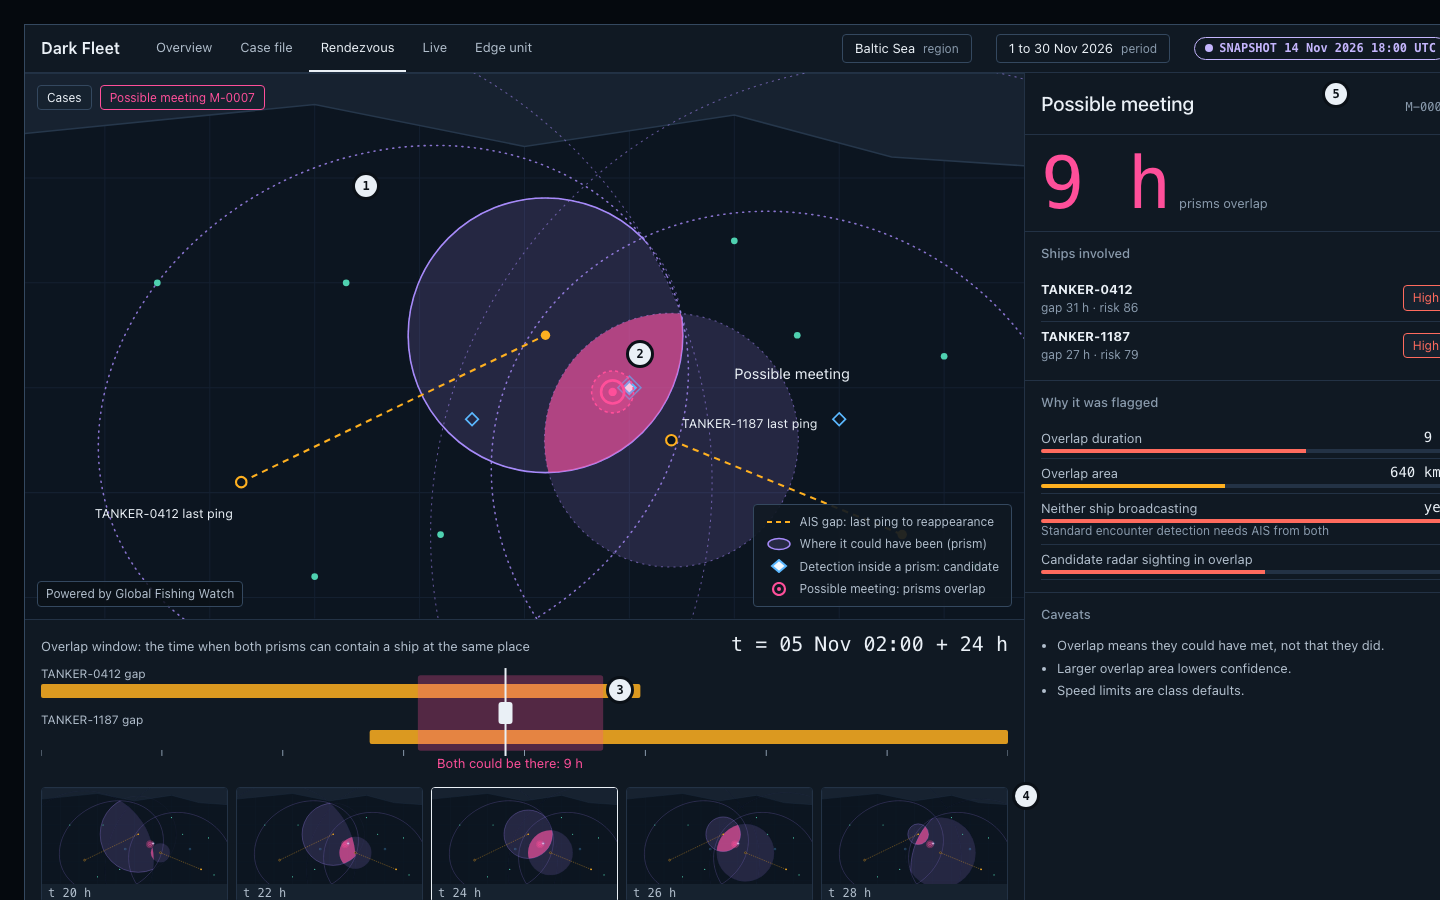 Dark Fleet Overview Case file Rendezvous Live Edge unit Baltic Sea region 1 to 30 Nov 2026 period SNAPSHOT 14 Nov 2026 18:00 UTC
Cases Possible meeting M-0007
1
2
Possible meeting
TANKER-1187 last ping
TANKER-0412 last ping
AIS gap: last ping to reappearance
Where it could have been (prism)
Detection inside a prism: candidate
Possible meeting: prisms overlap
Powered by Global Fishing Watch
Overlap window: the time when both prisms can contain a ship at the same place t = 05 Nov 02:00 + 24 h
TANKER-0412 gap
3
TANKER-1187 gap
Both could be there: 9 h
4
t 20 h t 22 h t 24 h t 26 h t 28 h
5
Possible meeting M-000
9 h prisms overlap
Ships involved
TANKER-0412
gap 31 h · risk 86 High
TANKER-1187
gap 27 h · risk 79 High
Why it was flagged
Overlap duration 9
Overlap area 640 km
Neither ship broadcasting ye
Standard encounter detection needs AIS from both
Candidate radar sighting in overlap
Caveats
• Overlap means they could have met, not that they did.
• Larger overlap area lowers confidence.
• Speed limits are class defaults.